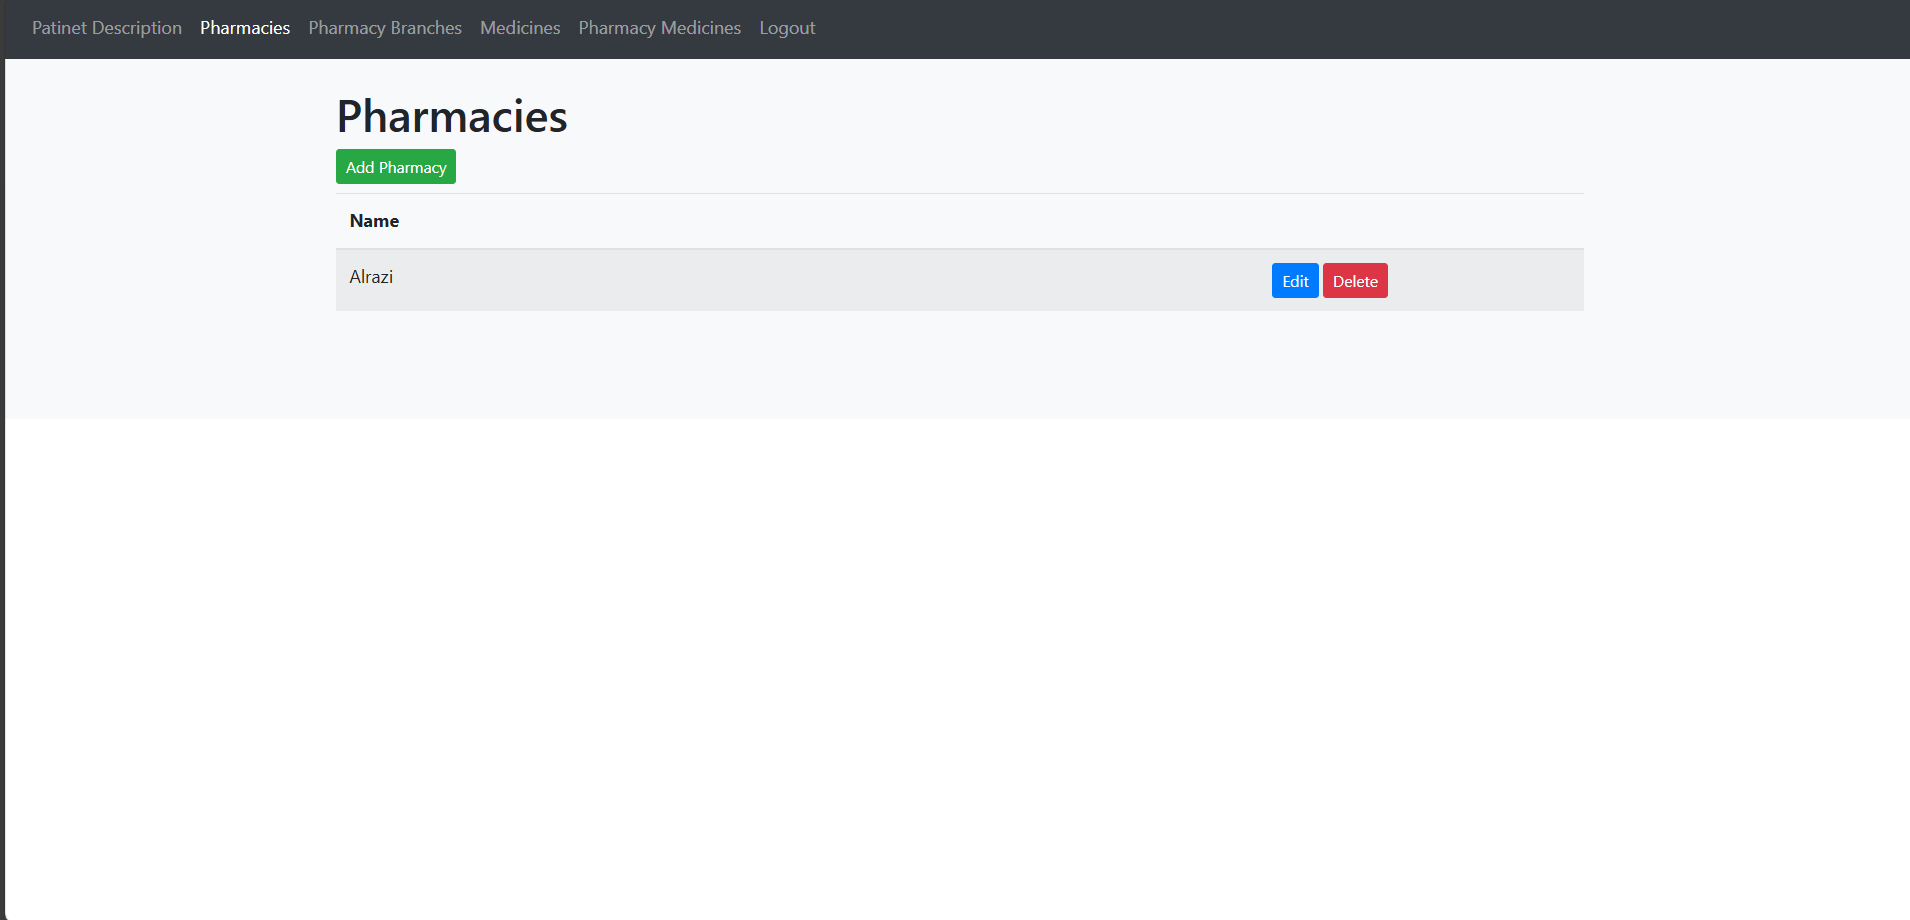 Patinet Description Pharmacies Pharmacy Branches Medicines Pharmacy Medicines Logout
Pharmacies
Add Pharmacy
Name
Alrazi Edit Delete